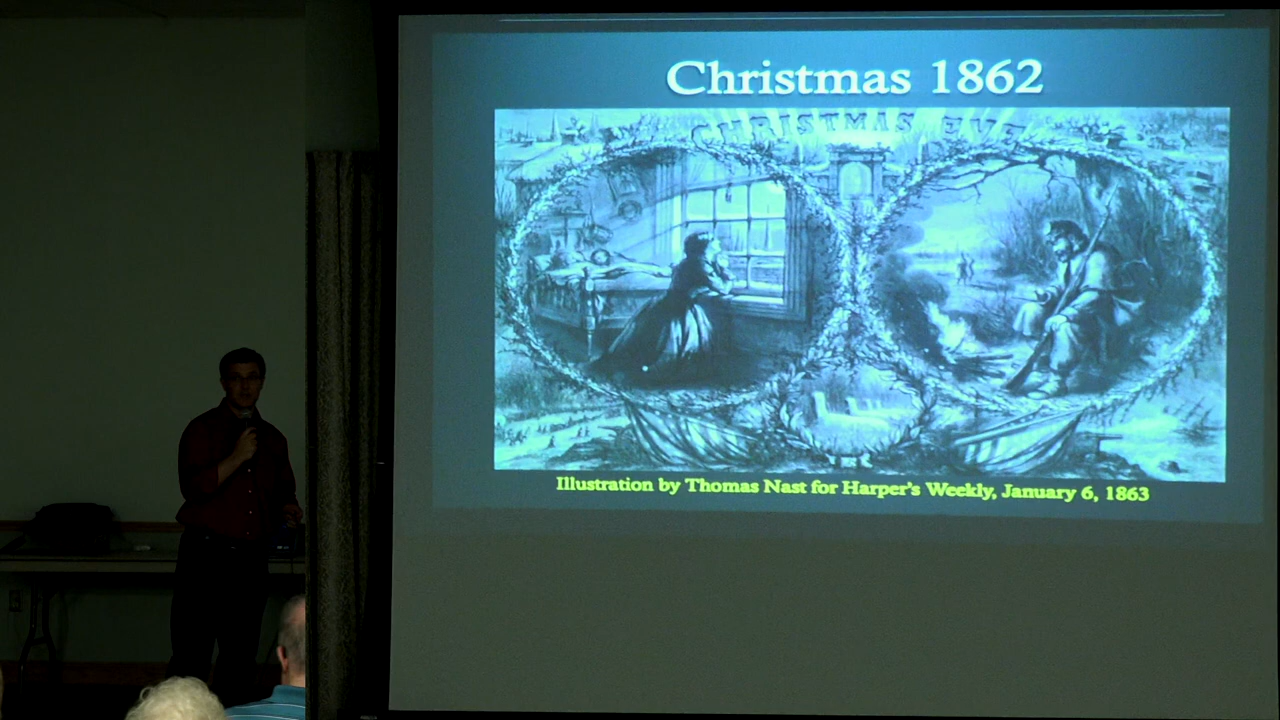 Christmas 1862
CHRISTMAS EVE
Illustration by Thomas Nast for Harper's Weekly, January 6, 1863